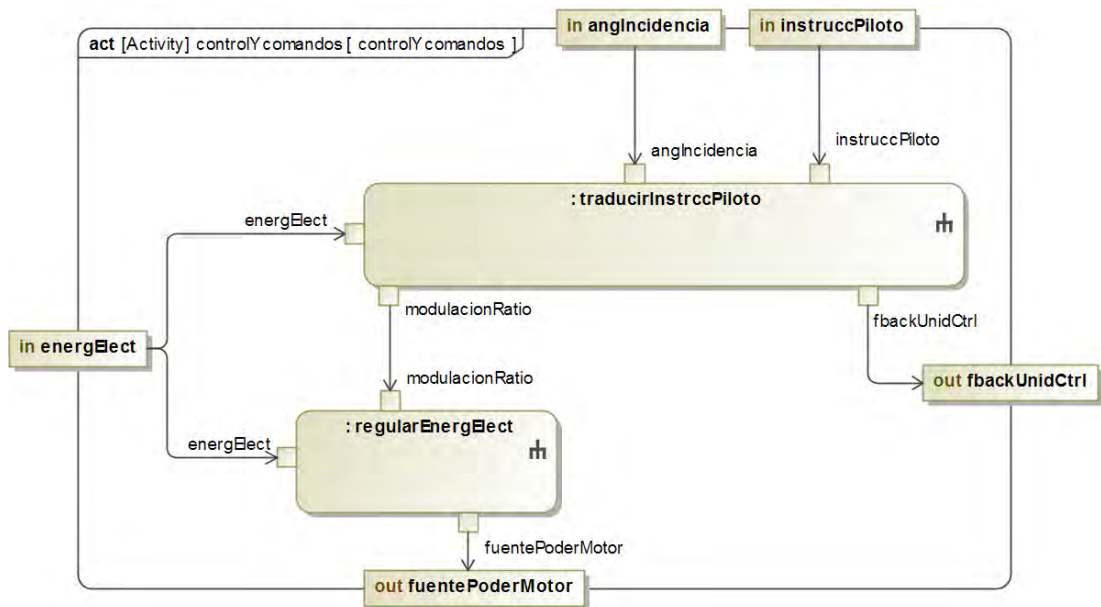 in angIncidencia
in instruccPiloto
act [Activity] controlYcomandos [ controlYcomandos ]
instruccPiloto
angIncidencia
: traducirInstrccPiloto
energElect
modulacionRatio
fbackUnidCtrl
in energElect
modulacionRatio
out fbackUnidCtrl
: regularEnergElect
energElect
fuentePoderMotor
out fuentePoderMotor